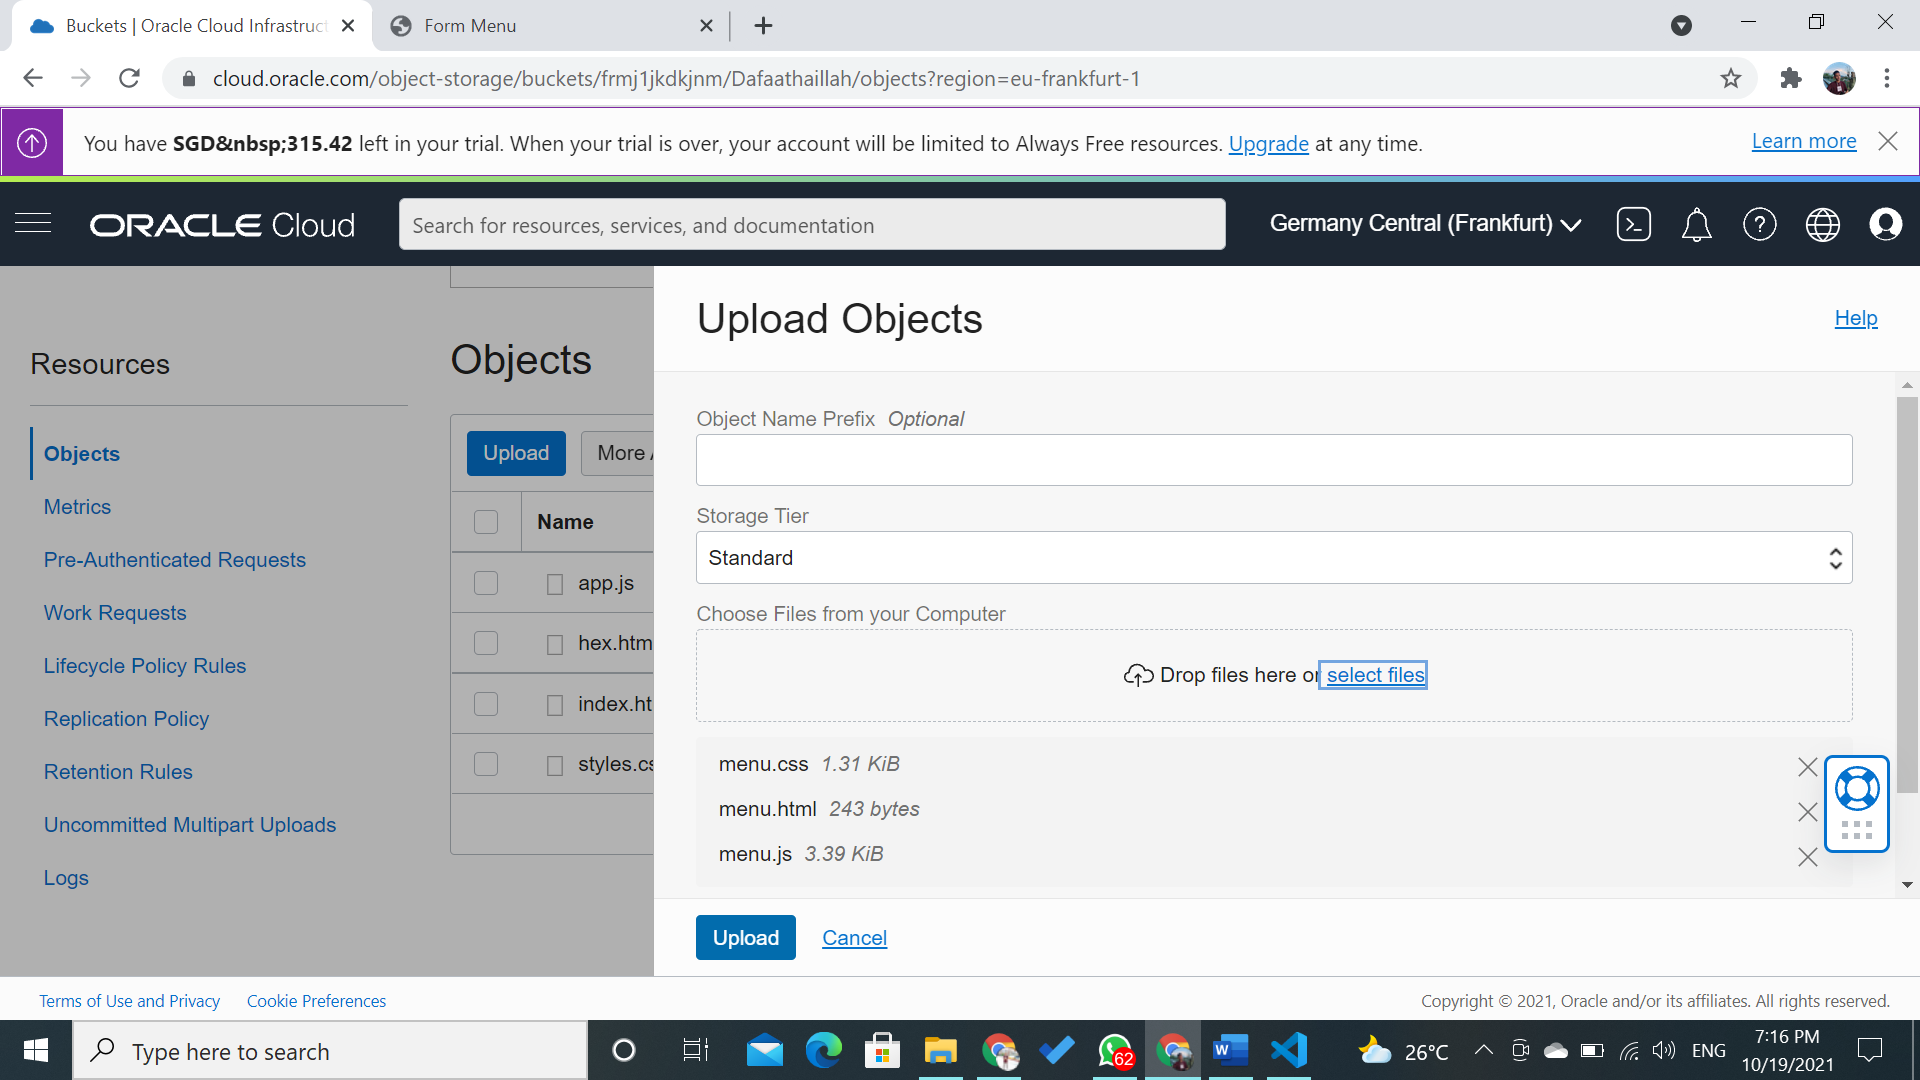 Buckets | Oracle Cloud Infrastruct
Form Menu
cloud.oracle.com/object-storage/buckets/frmj1jkdkjnm/Dafaathaillah/objects?region=eu-frankfurt-1
You have SGD&nbsp;315.42 left in your trial. When your trial is over, your account will be limited to Always Free resources. Upgrade at any time.
Learn more
ORACLE Cloud
Search for resources, services, and documentation
Germany Central (Frankfurt)
Resources
Objects
Metrics
Pre-Authenticated Requests
Work Requests
Lifecycle Policy Rules
Replication Policy
Retention Rules
Uncommitted Multipart Uploads
Logs
Objects
Upload
More A
Name
app.js
hex.htm
index.ht
styles.cs
Upload Objects
Help
Object Name Prefix Optional
Storage Tier
Standard
Choose Files from your Computer
Drop files here or select files
menu.css 1.31 KiB
menu.html 243 bytes
menu.js 3.39 KiB
Upload
Cancel
Terms of Use and Privacy
Cookie Preferences
Copyright © 2021, Oracle and/or its affiliates. All rights reserved.
Type here to search
62
26°C
ENG
7:16 PM
10/19/2021